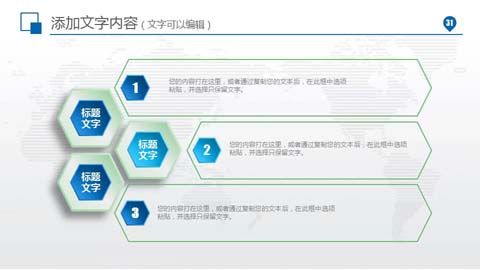 添加文字内容（文字可以编辑）
31
1
您的内容打在这里，或者通过复制您的文本后，在此框中选项
粘贴，并选择只保留文字。
标题
文字
标题
文字
2
您的内容打在这里，或者通过复制您的文本后，在此框中选项
粘贴，并选择只保留文字。
标题
文字
3
您的内容打在这里，或者通过复制您的文本后，在此框中选项
粘贴，并选择只保留文字。